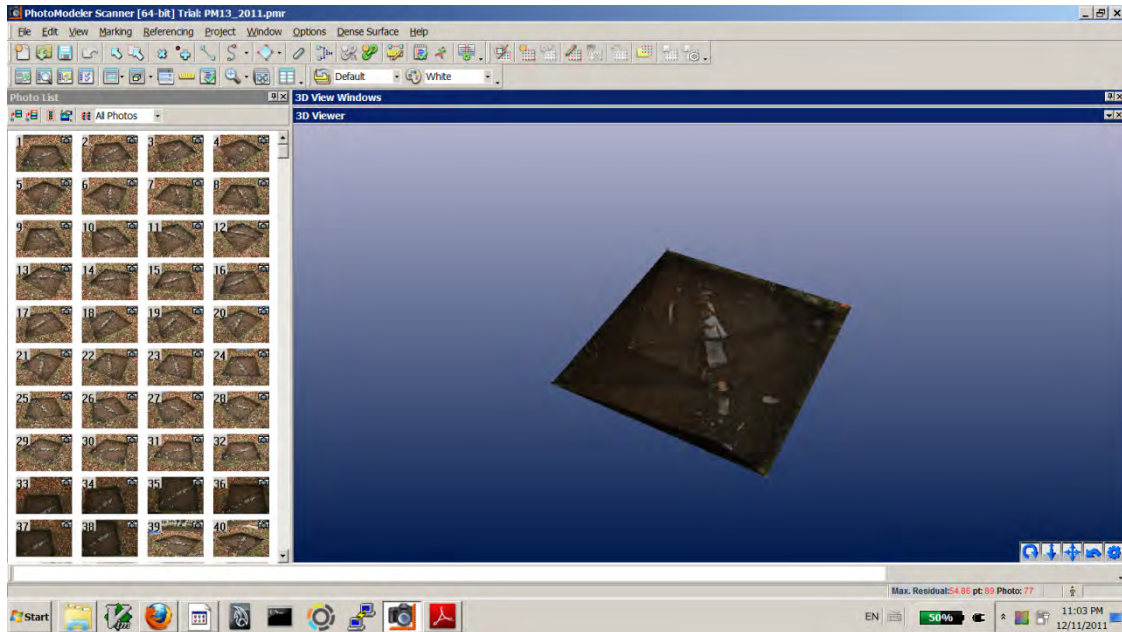 PhotoModeler Scanner [64-bit] Trial: PM13_2011.pmr
File Edit View Marking Referencing Project Window Options Dense Surface Help
Default White
Photo List
3D View Windows
All Photos
3D Viewer
1 2 3 4
5 6 7 8
9 10 11 12
13 14 15 16
17 18 19 20
21 22 23 24
25 26 27 28
29 30 31 32
33 34 35 36
37 38 39 40
Max. Residual:54.86 pt: 89 Photo: 77
Start
EN
50%
11:03 PM
12/11/2011